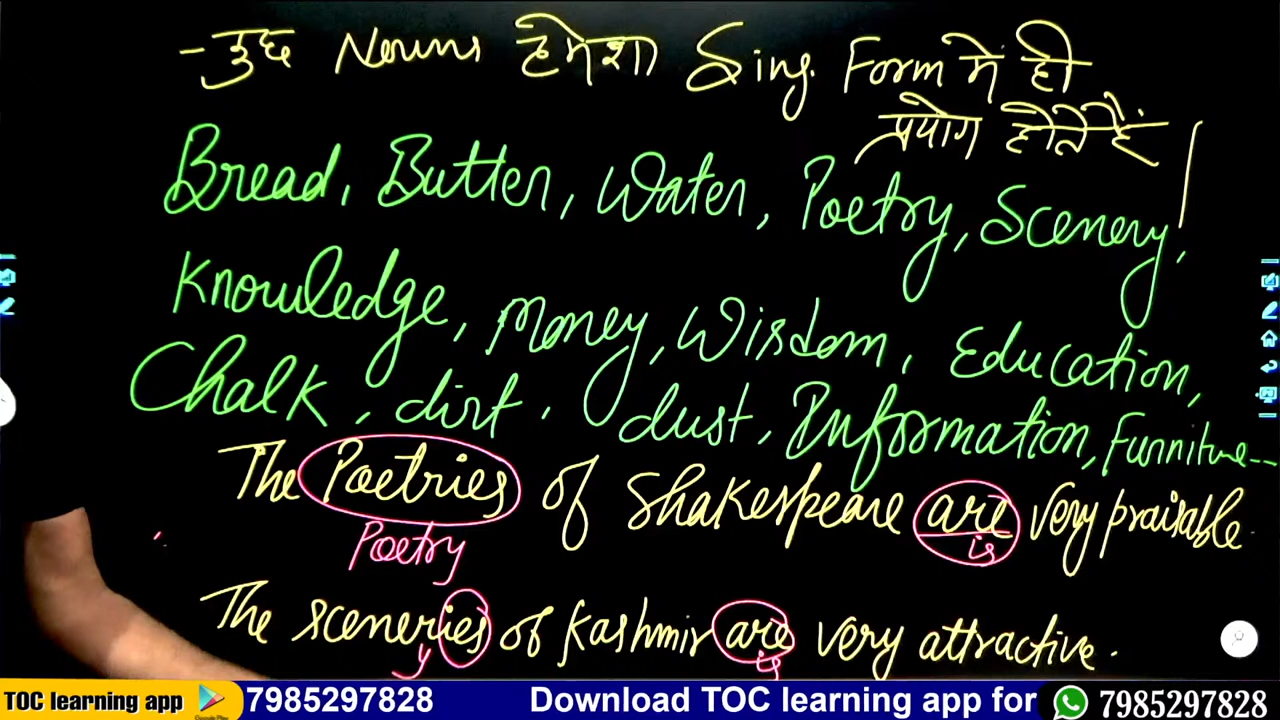 - कुछ Nouns हमेशा Sing. Form में ही
प्रयोग होते हैं
Bread, Butter, Water, Poetry, Scenery,
Knowledge, Money, Wisdom, Education,
Chalk, dirt, dust, Information, Furniture--
The Poetries of Shakespeare are very praisable.
Poetry is
The sceneries of Kashmir are very attractive.
y is
TOC learning app 7985297828 Download TOC learning app for 7985297828